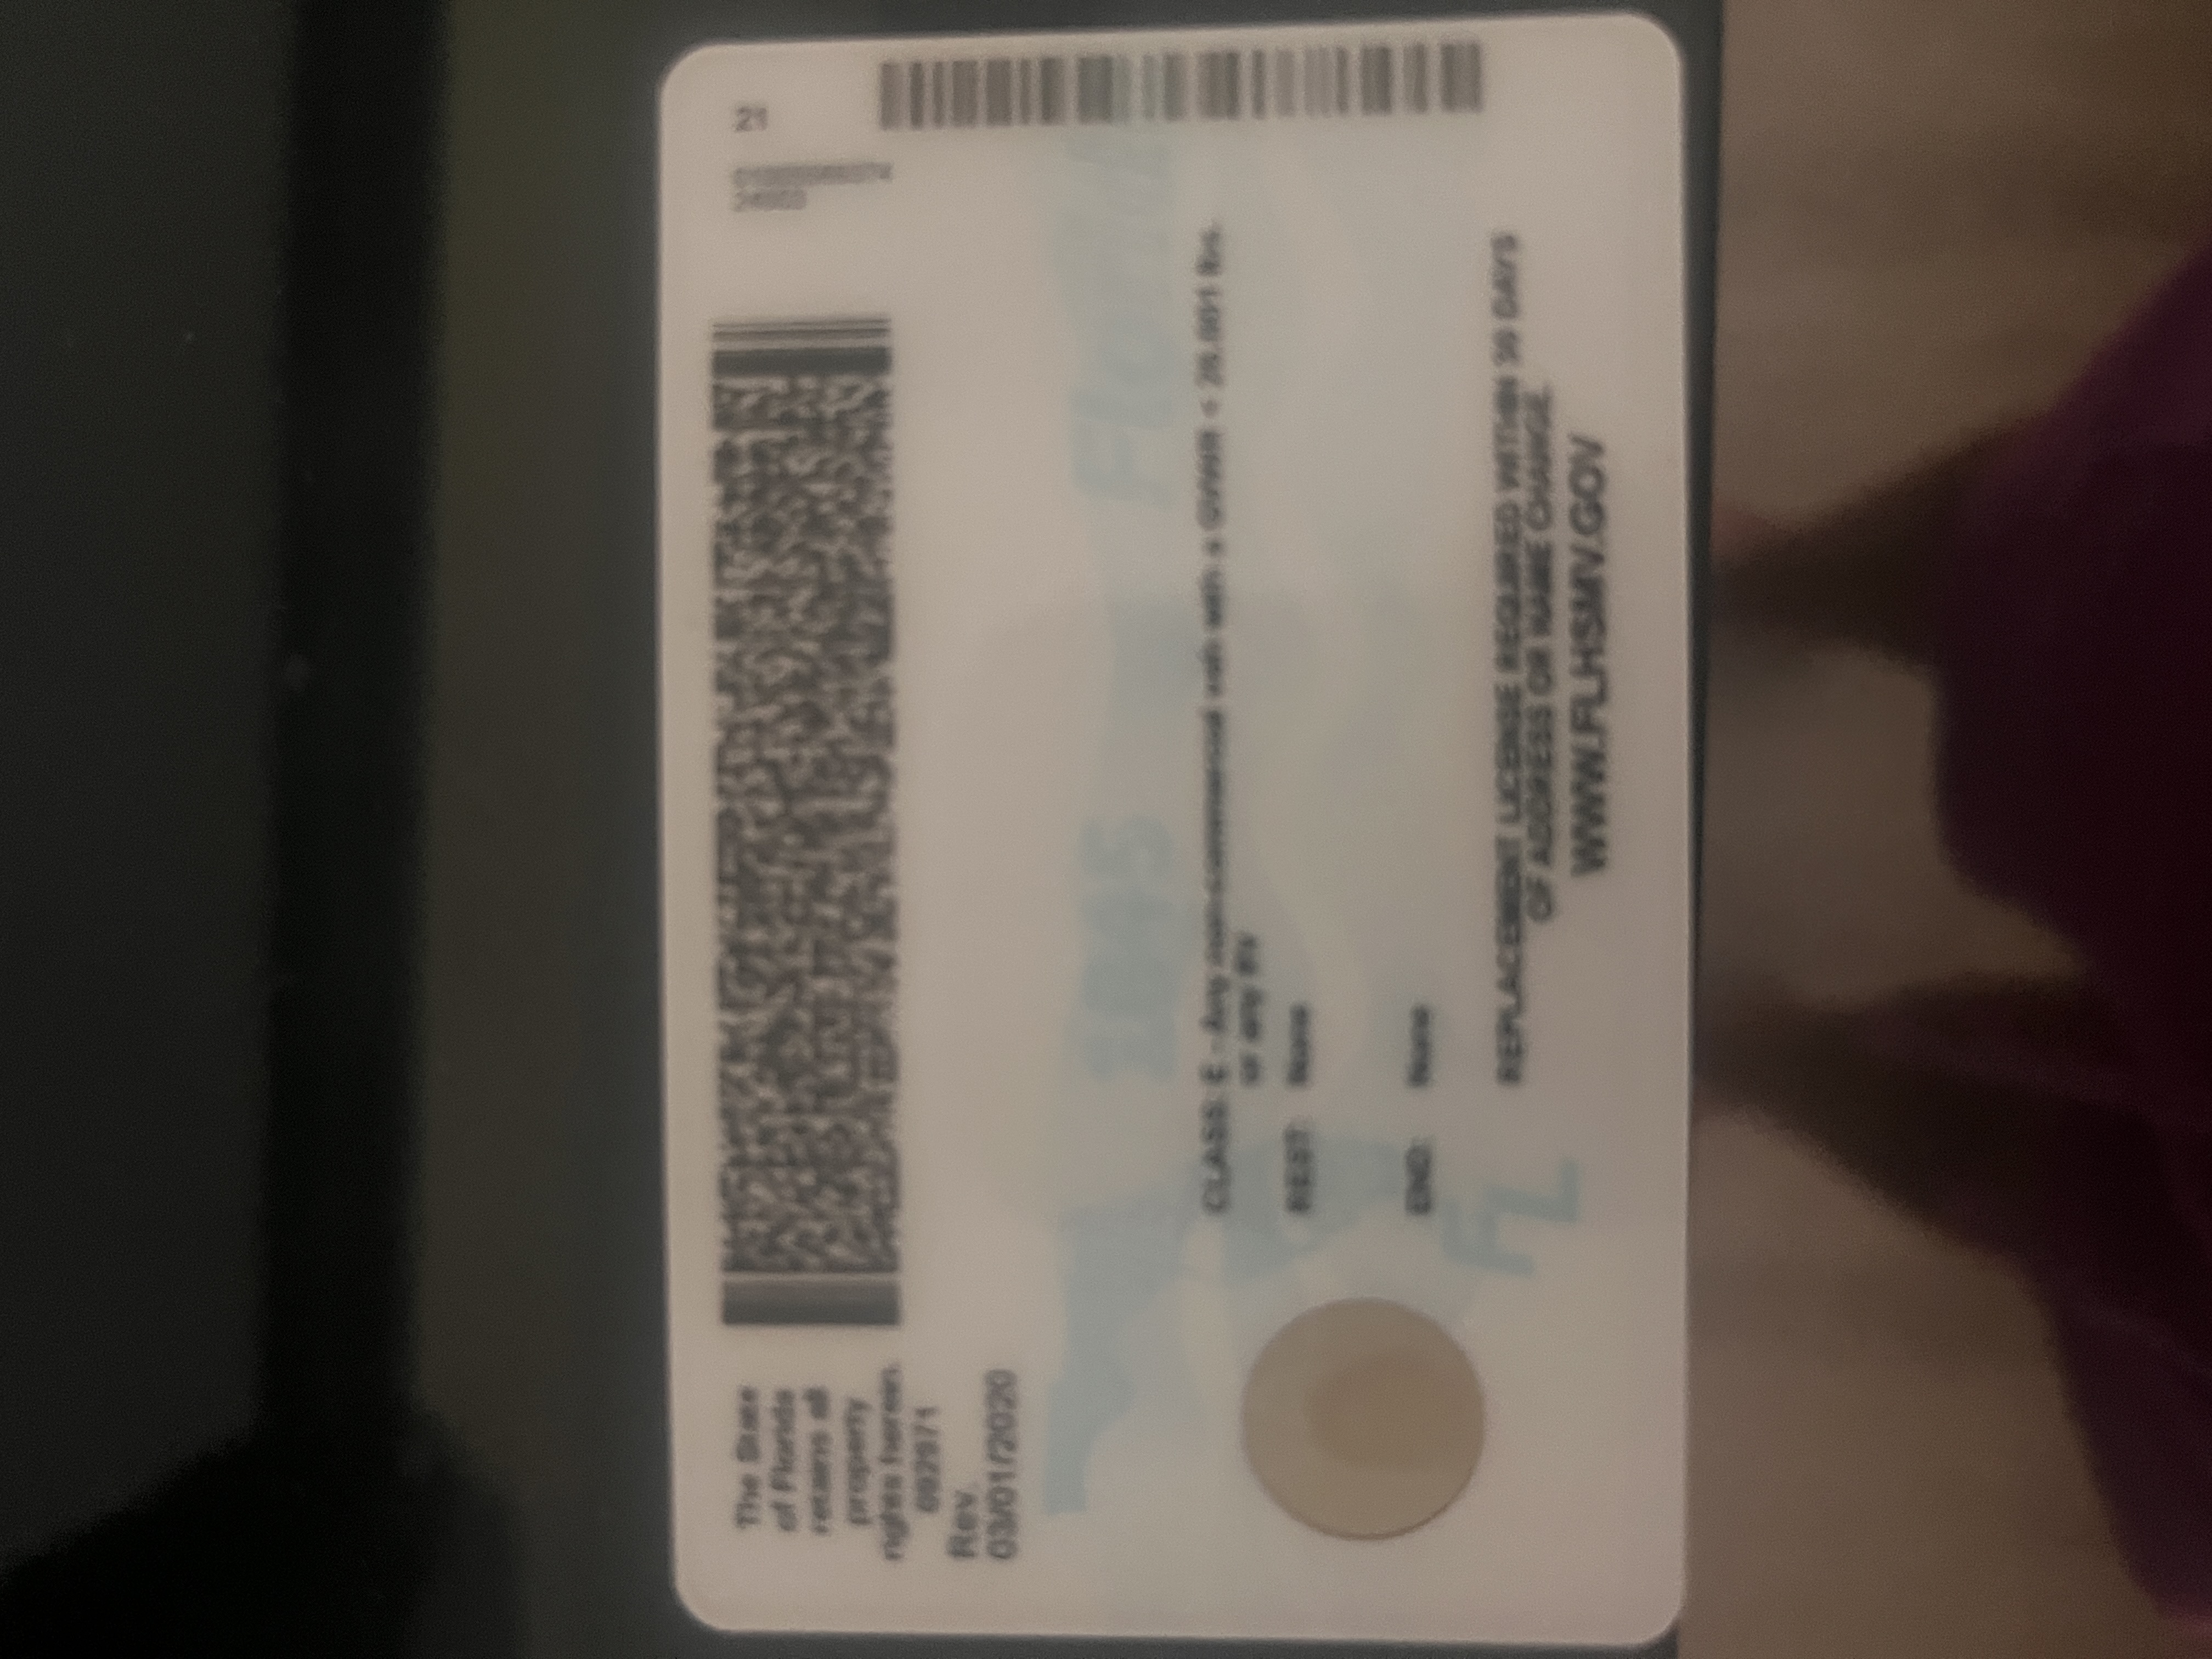 The State
of Florida
retains all
property
rights herein.
092971
Rev.
03/01/2020
21
1845
Florida
CLASS: E - Any non-commercial veh with a GVWR < 26,001 lbs.
or any RV
REST: None
END: None
FL
REPLACEMENT LICENSE REQUIRED WITHIN 30 DAYS
OF ADDRESS OR NAME CHANGE.
WWW.FLHSMV.GOV